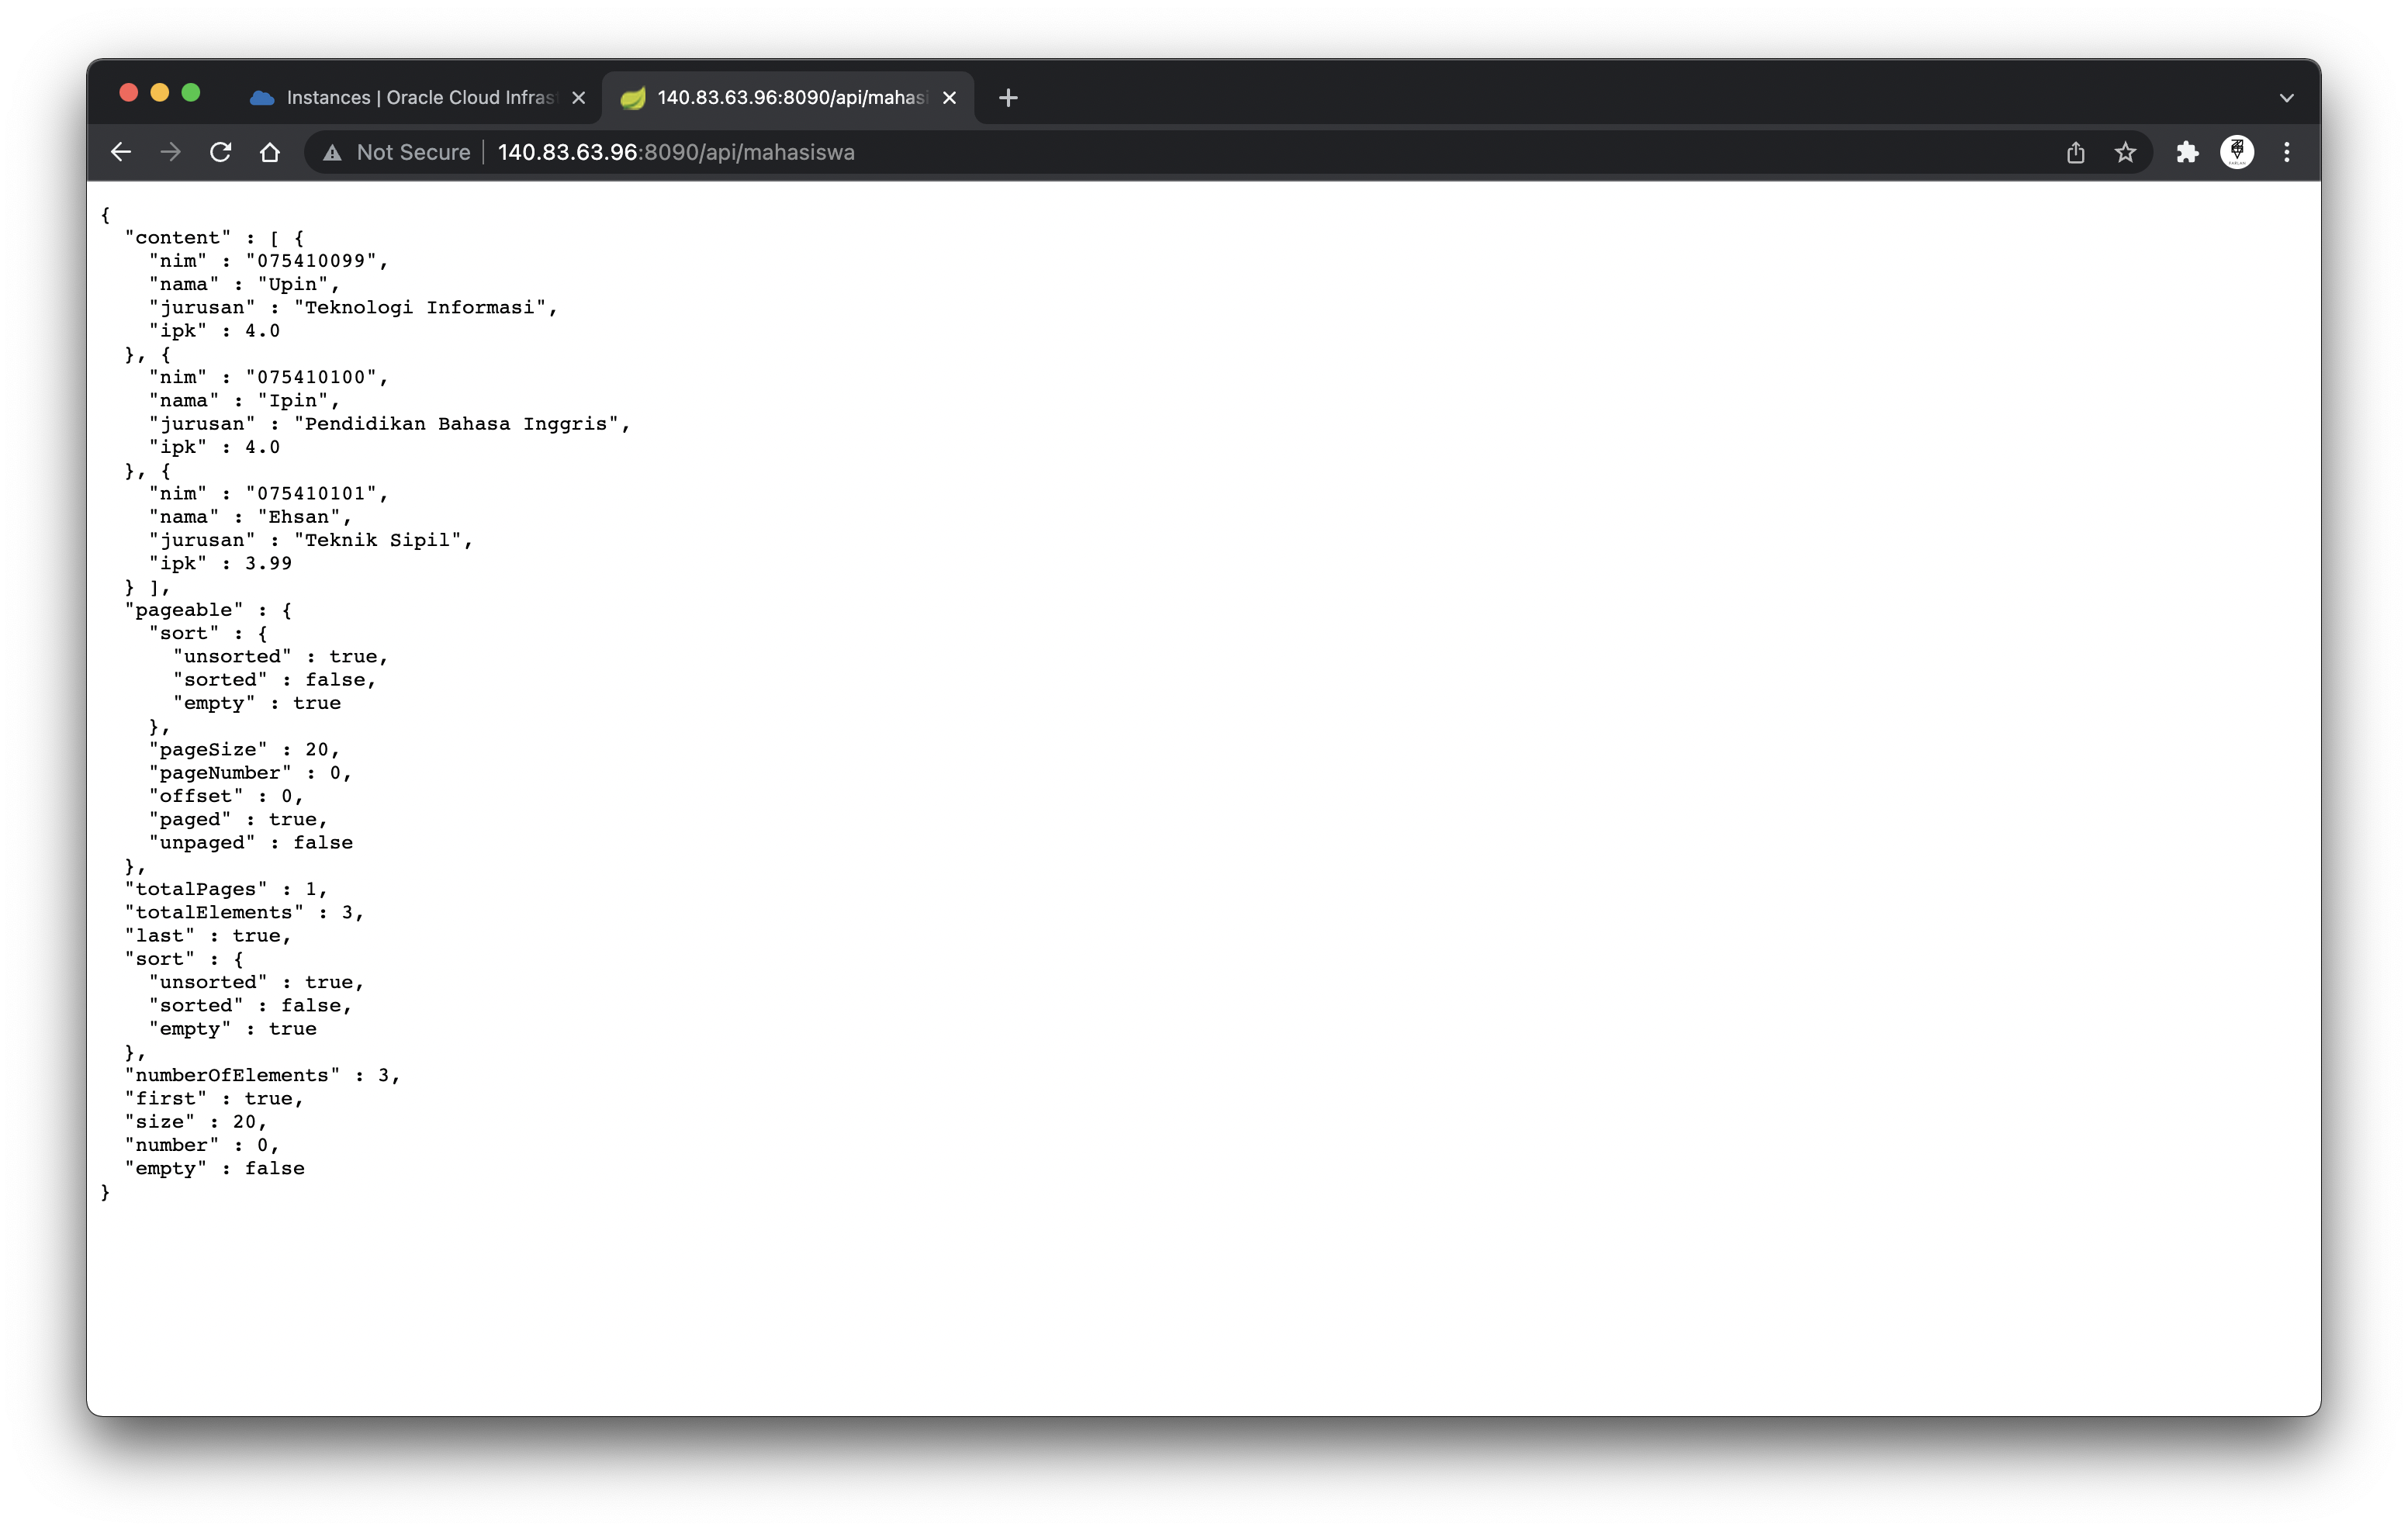 Instances | Oracle Cloud Infras
140.83.63.96:8090/api/mahasi
Not Secure
140.83.63.96:8090/api/mahasiswa
{
  "content" : [ {
    "nim" : "075410099",
    "nama" : "Upin",
    "jurusan" : "Teknologi Informasi",
    "ipk" : 4.0
  }, {
    "nim" : "075410100",
    "nama" : "Ipin",
    "jurusan" : "Pendidikan Bahasa Inggris",
    "ipk" : 4.0
  }, {
    "nim" : "075410101",
    "nama" : "Ehsan",
    "jurusan" : "Teknik Sipil",
    "ipk" : 3.99
  } ],
  "pageable" : {
    "sort" : {
      "unsorted" : true,
      "sorted" : false,
      "empty" : true
    },
    "pageSize" : 20,
    "pageNumber" : 0,
    "offset" : 0,
    "paged" : true,
    "unpaged" : false
  },
  "totalPages" : 1,
  "totalElements" : 3,
  "last" : true,
  "sort" : {
    "unsorted" : true,
    "sorted" : false,
    "empty" : true
  },
  "numberOfElements" : 3,
  "first" : true,
  "size" : 20,
  "number" : 0,
  "empty" : false
}